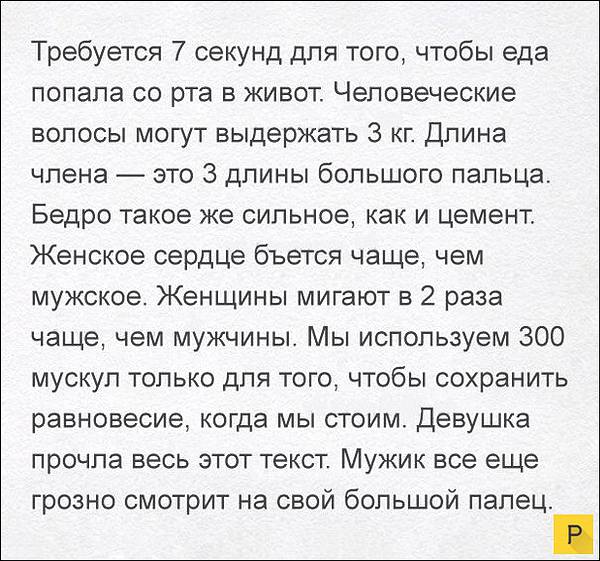 Требуется 7 секунд для того, чтобы еда
попала со рта в живот. Человеческие
волосы могут выдержать 3 кг. Длина
члена — это 3 длины большого пальца.
Бедро такое же сильное, как и цемент.
Женское сердце бъется чаще, чем
мужское. Женщины мигают в 2 раза
чаще, чем мужчины. Мы используем 300
мускул только для того, чтобы сохранить
равновесие, когда мы стоим. Девушка
прочла весь этот текст. Мужик все еще
грозно смотрит на свой большой палец.
P